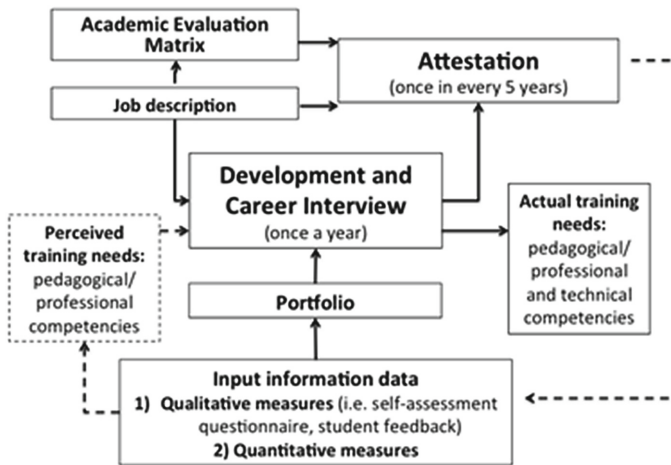 Academic Evaluation
Matrix
Attestation
(once in every 5 years)
Job description
Development and
Career Interview
(once a year)
Perceived
training needs:
pedagogical/
professional
competencies
Actual training
needs:
pedagogical/
professional
and technical
competencies
Portfolio
Input information data
1) Qualitative measures (i.e. self-assessment
questionnaire, student feedback)
2) Quantitative measures